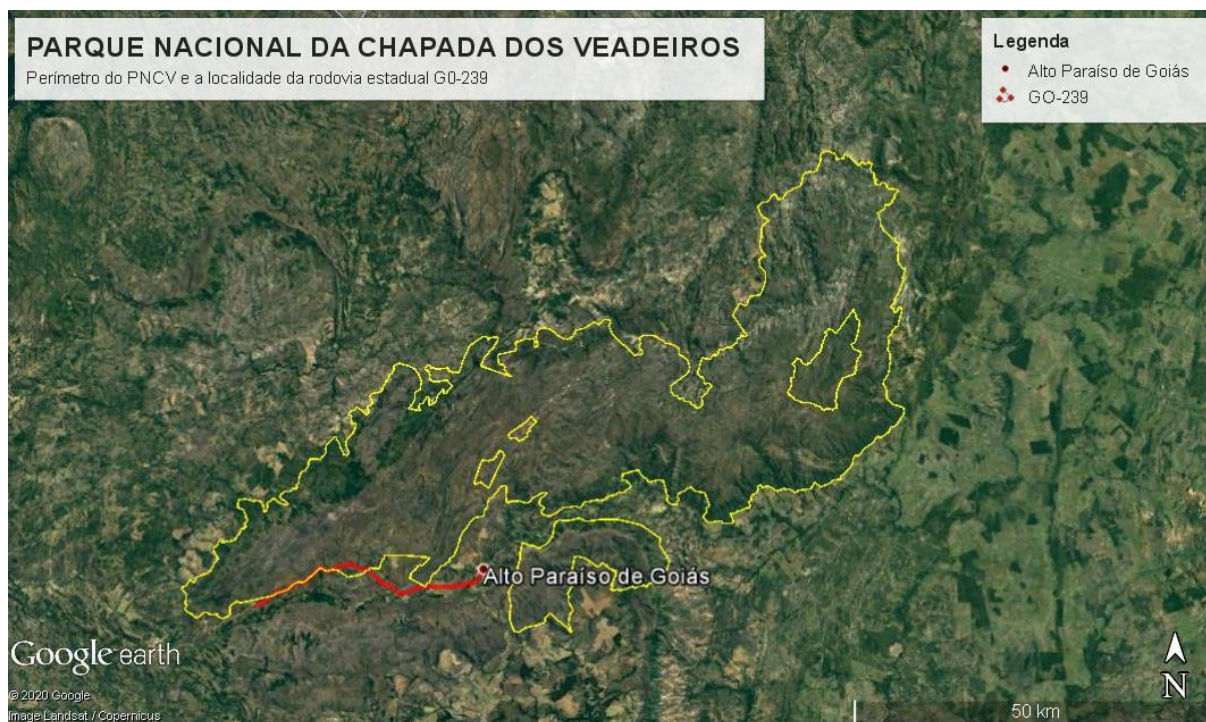 PARQUE NACIONAL DA CHAPADA DOS VEADEIROS
Perímetro do PNCV e a localidade da rodovia estadual G0-239
Legenda
Alto Paraíso de Goiás
GO-239
Alto Paraíso de Goiás
Google earth
© 2020 Google
Image Landsat / Copernicus
N
50 km